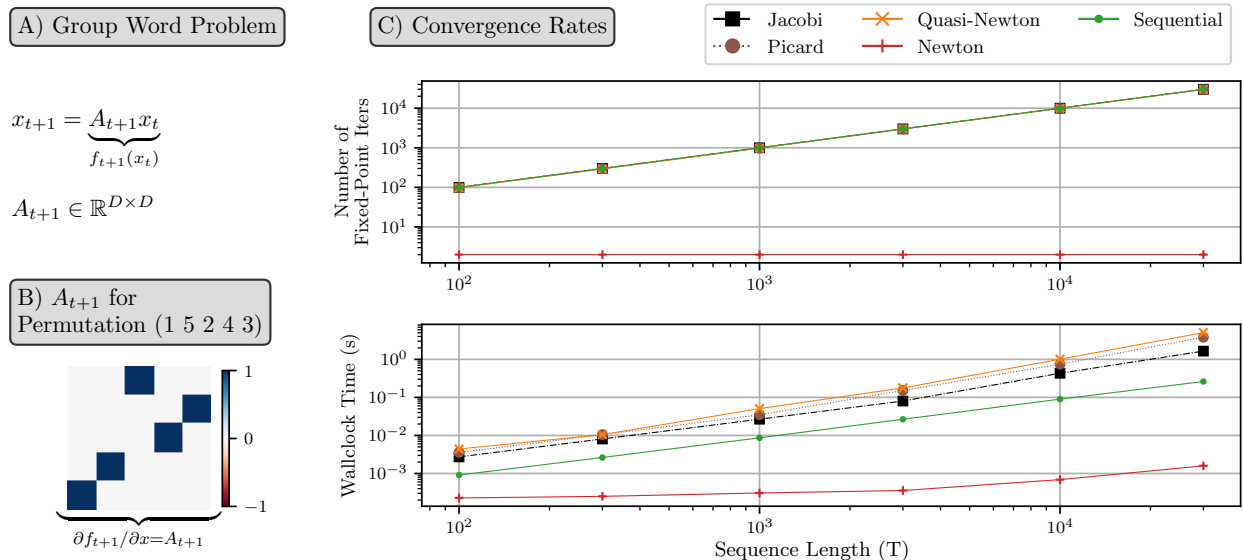 A) Group Word Problem
x_{t+1} = A_{t+1}x_t
f_{t+1}(x_t)
A_{t+1} ∈ ℝ^{D×D}
B) A_{t+1} for
Permutation (1 5 2 4 3)
1
0
−1
∂f_{t+1}/∂x=A_{t+1}
C) Convergence Rates
Jacobi
Picard
Quasi-Newton
Newton
Sequential
Number of
Fixed-Point Iters
10^4
10^3
10^2
10^1
10^2 10^3 10^4
Wallclock Time (s)
10^0
10^{−1}
10^{−2}
10^{−3}
10^2 10^3 10^4
Sequence Length (T)